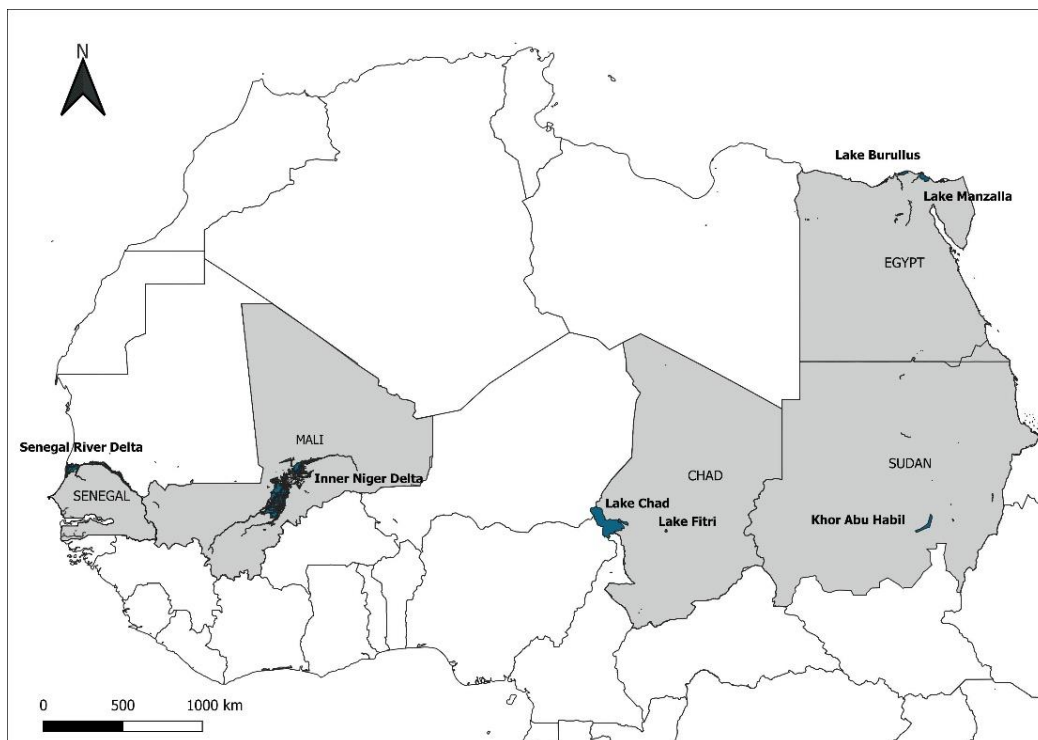 N
Lake Burullus
Lake Manzalla
EGYPT
MALI
Senegal River Delta
Inner Niger Delta
SENEGAL
CHAD
SUDAN
Lake Chad
Lake Fitri
Khor Abu Habil
0 500 1000 km